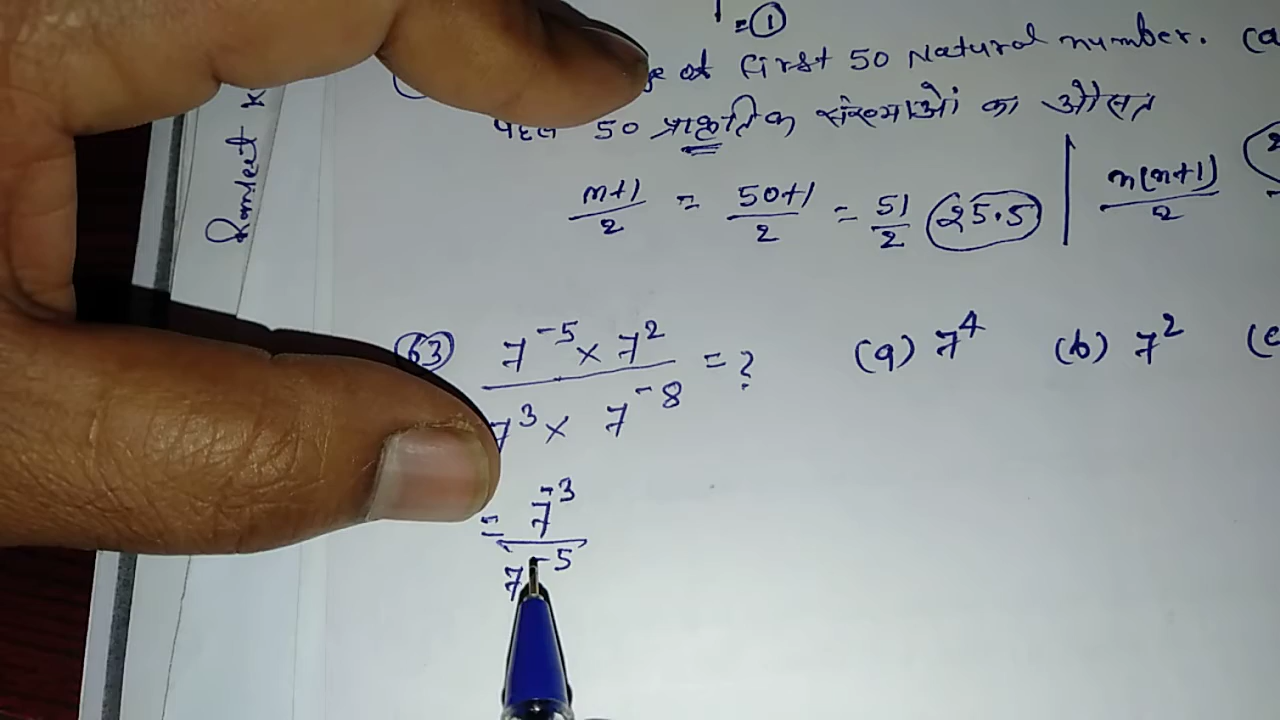 = ①
of first 50 Natural number. (a
50 प्राकृतिक संख्याओं का औसत
n+1/2 = 50+1/2 = 51/2 25.5 | n(n+1)/2
63 7^-5 × 7^2 / 7^3 × 7^-8 = ? (a) 7^4 (b) 7^2 (c
= 7^-3 / 7^-5